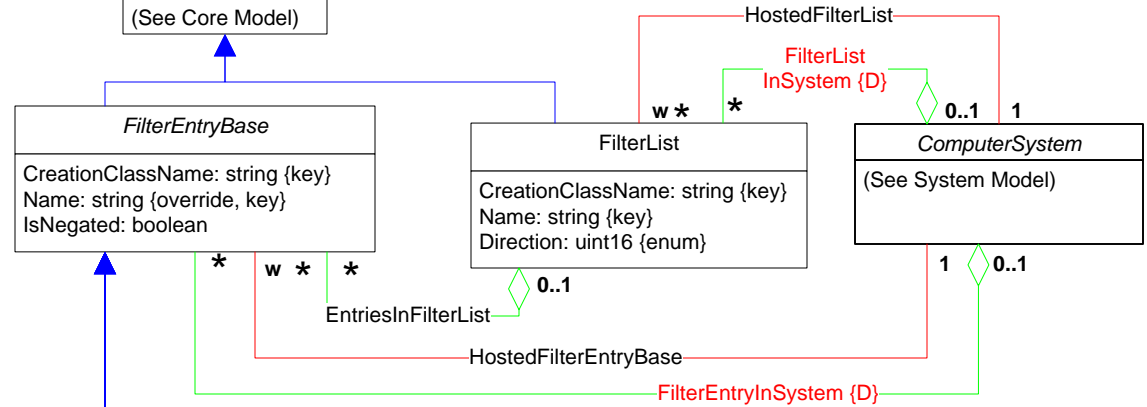 (See Core Model)
HostedFilterList
FilterList
InSystem {D}
w * * 0..1 1
FilterEntryBase
CreationClassName: string {key}
Name: string {override, key}
IsNegated: boolean
FilterList
CreationClassName: string {key}
Name: string {key}
Direction: uint16 {enum}
ComputerSystem
(See System Model)
* w * * 0..1 1 0..1
EntriesInFilterList
HostedFilterEntryBase
FilterEntryInSystem {D}